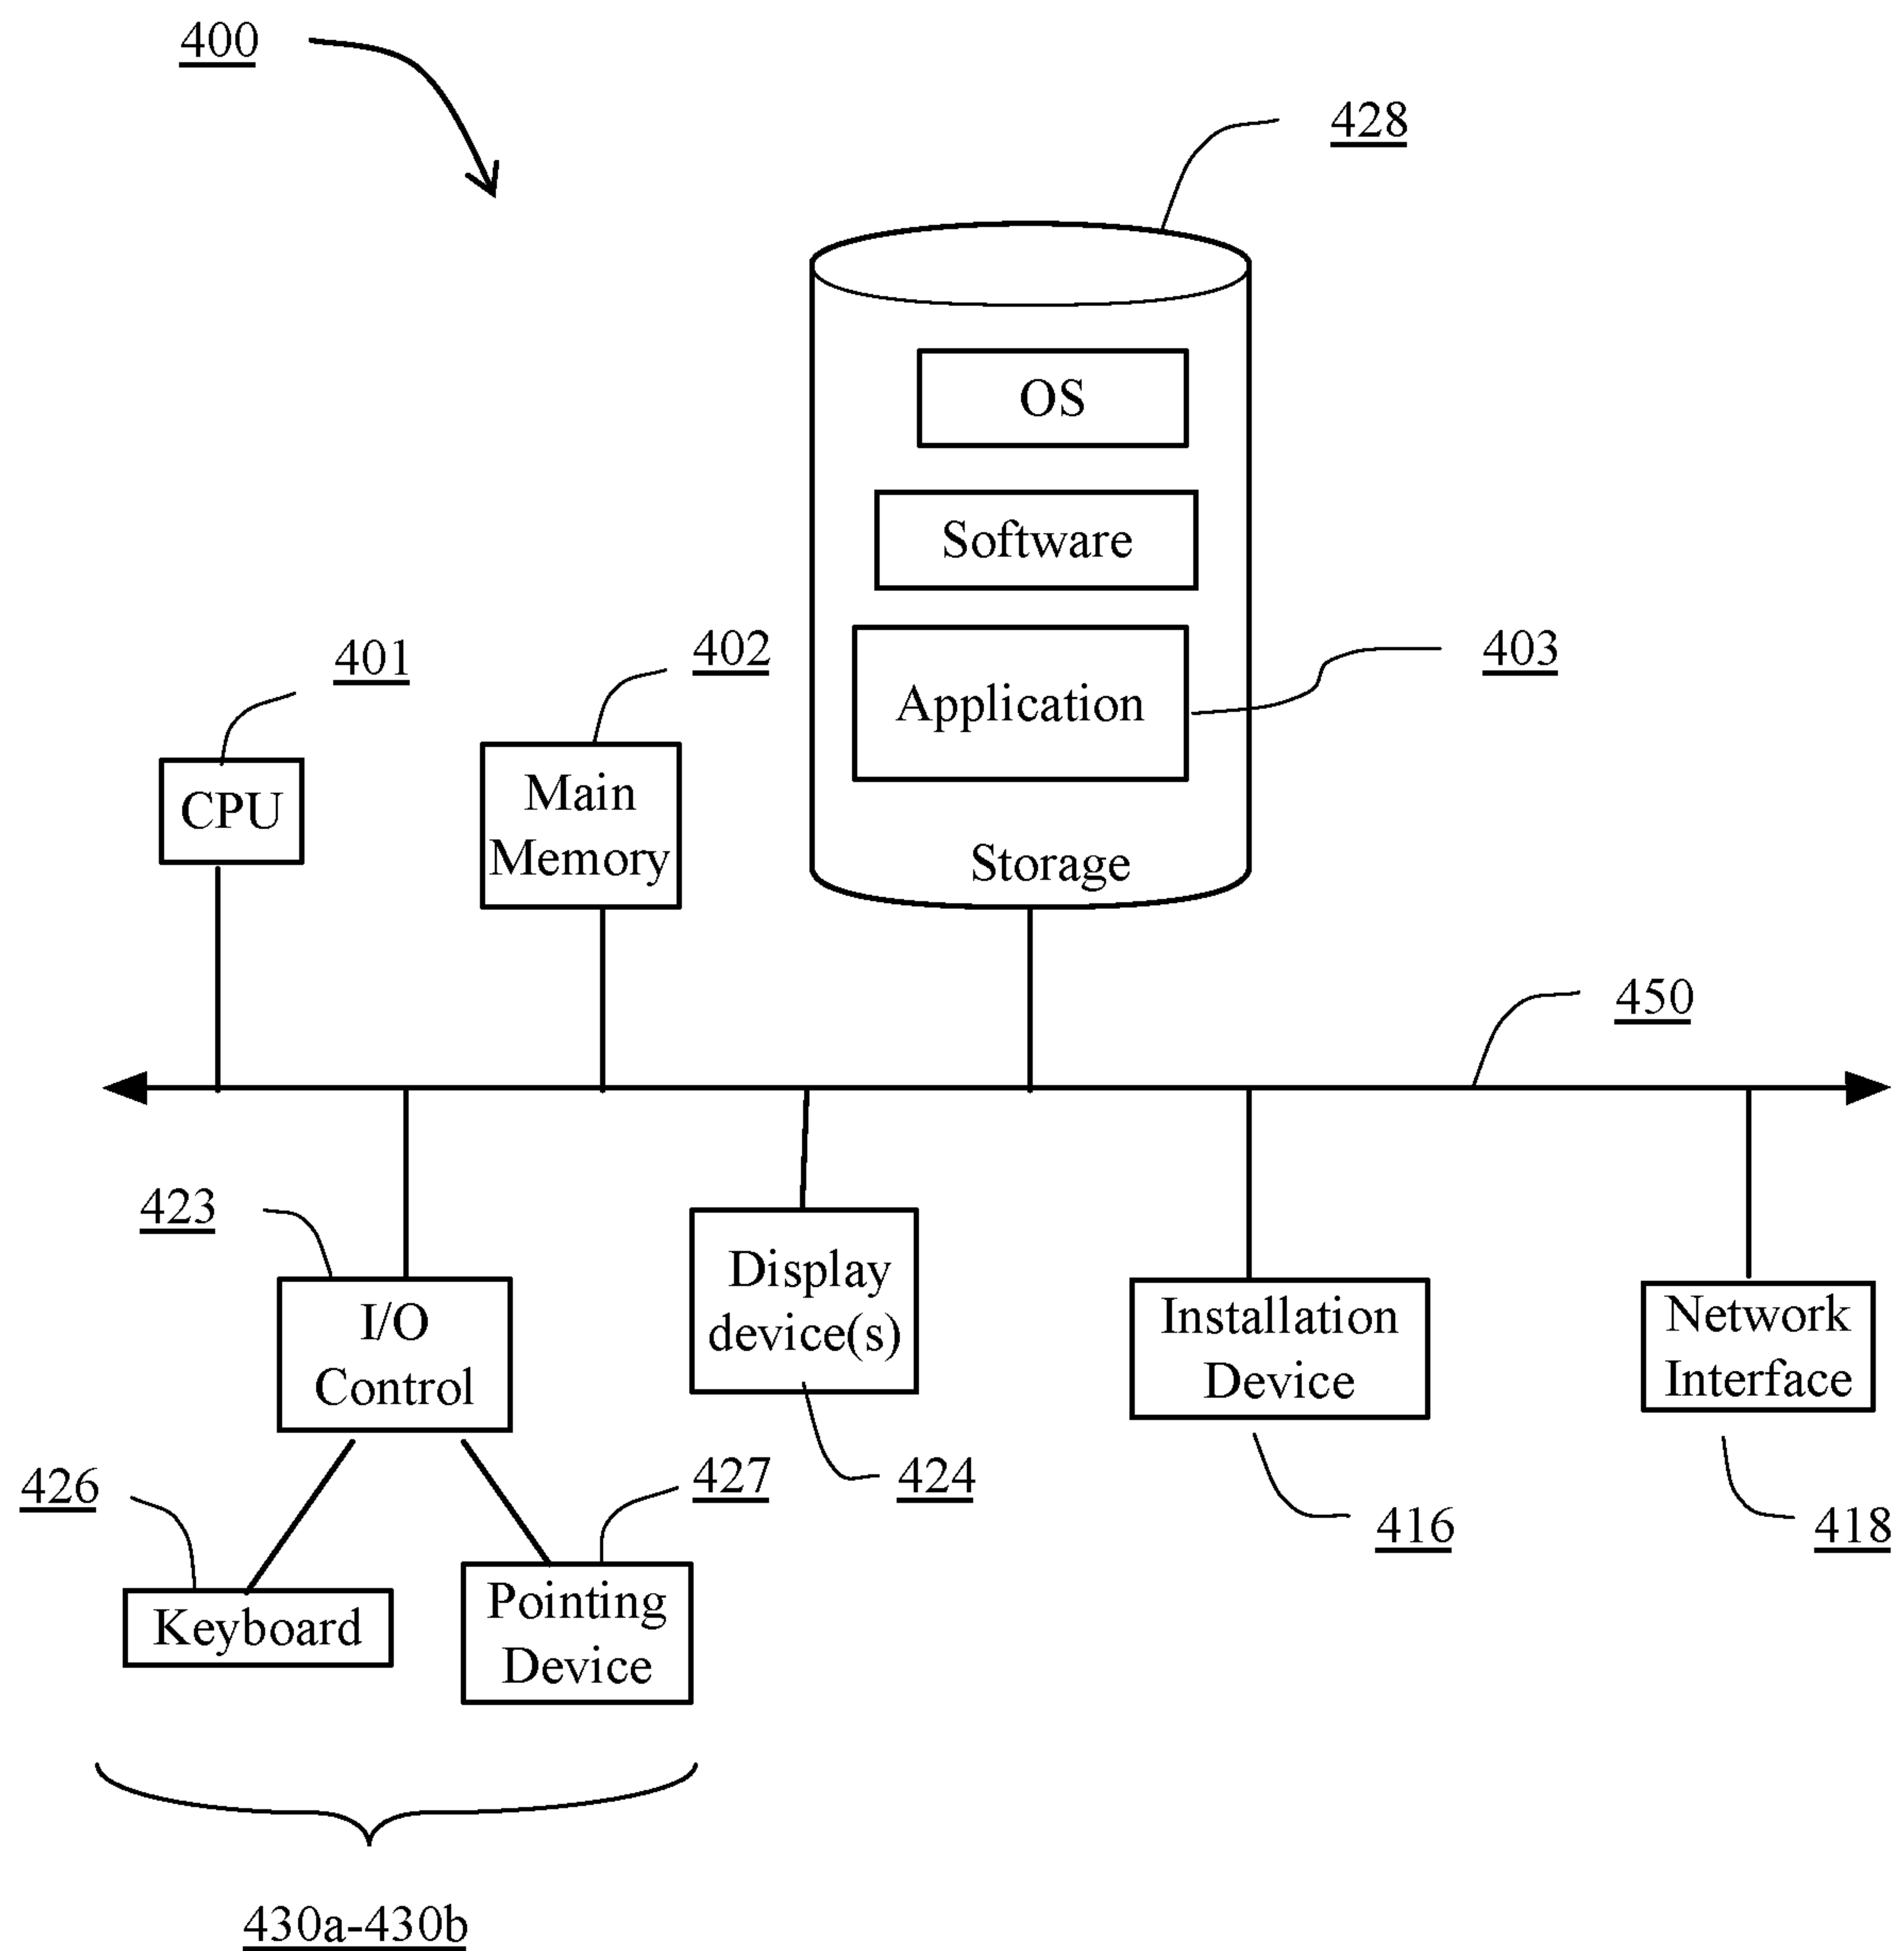 400
428
OS
Software
401
402
403
Application
CPU
Main
Memory
Storage
450
423
Display
device(s)
I/O
Control
Installation
Device
Network
Interface
426
427
424
416
418
Keyboard
Pointing
Device
430a-430b